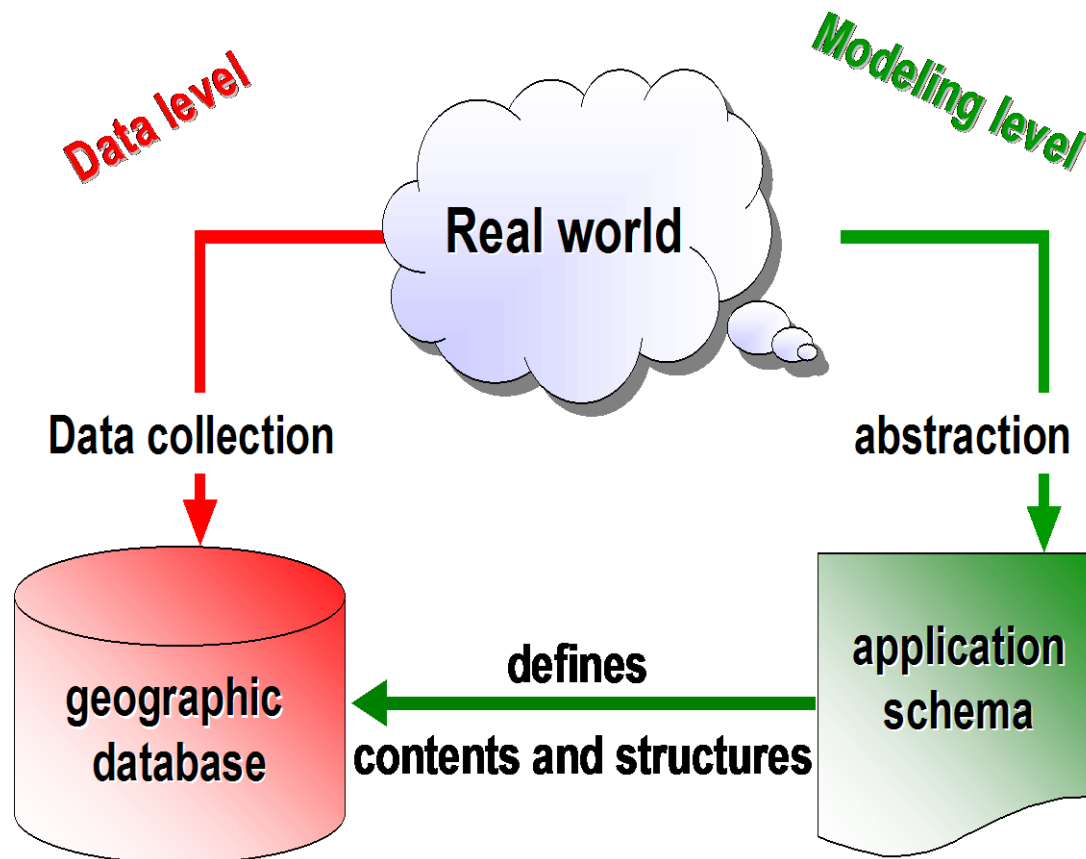 Data level
Modeling level
Real world
Data collection
abstraction
geographic
database
defines
contents and structures
application
schema